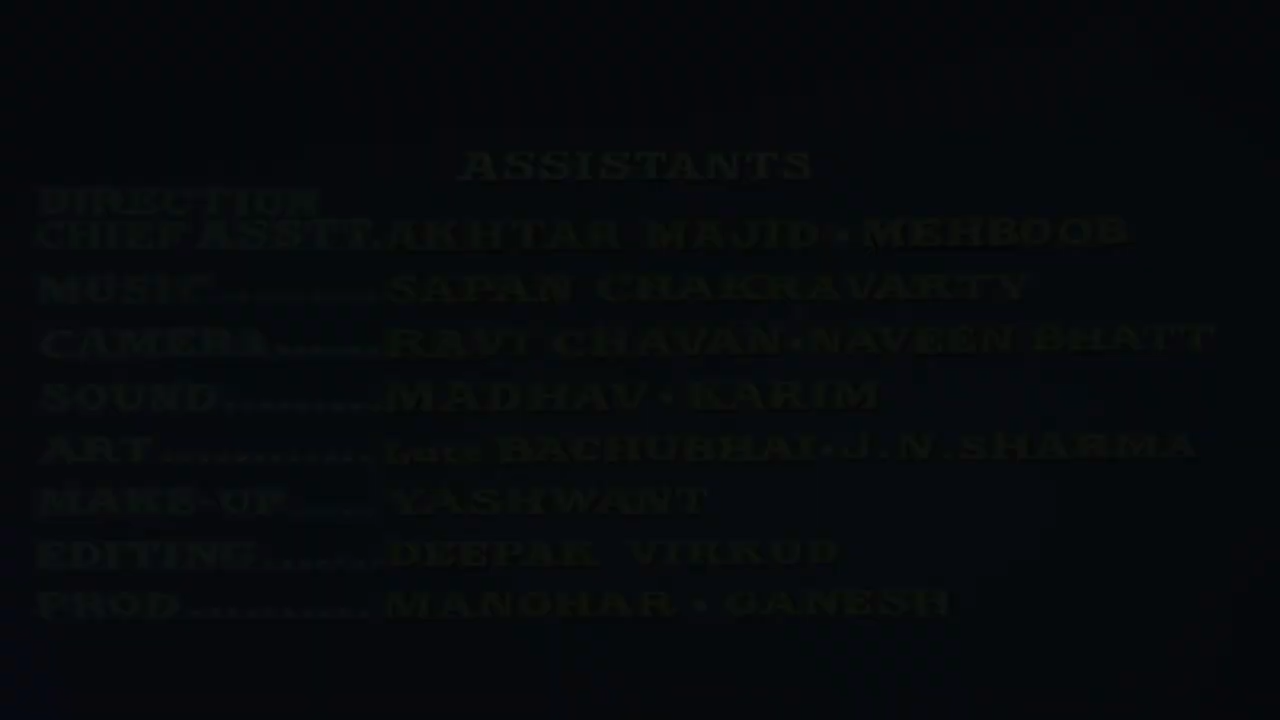 ASSISTANTS
DIRECTION
CHIEF ASSTT. AKHTAR MAJID · MEHBOOB
MUSIC.......... SAPAN CHAKRAVARTY
CAMERA....... RAVI CHAVAN · NAVEEN BHATT
SOUND.......... MADHAV · KARIM
ART............. BACHUBHAI · J.N. SHARMA
MAKE-UP..... YASHWANT
EDITING....... DEEPAK VIRKUD
PROD........... MANOHAR · GANESH